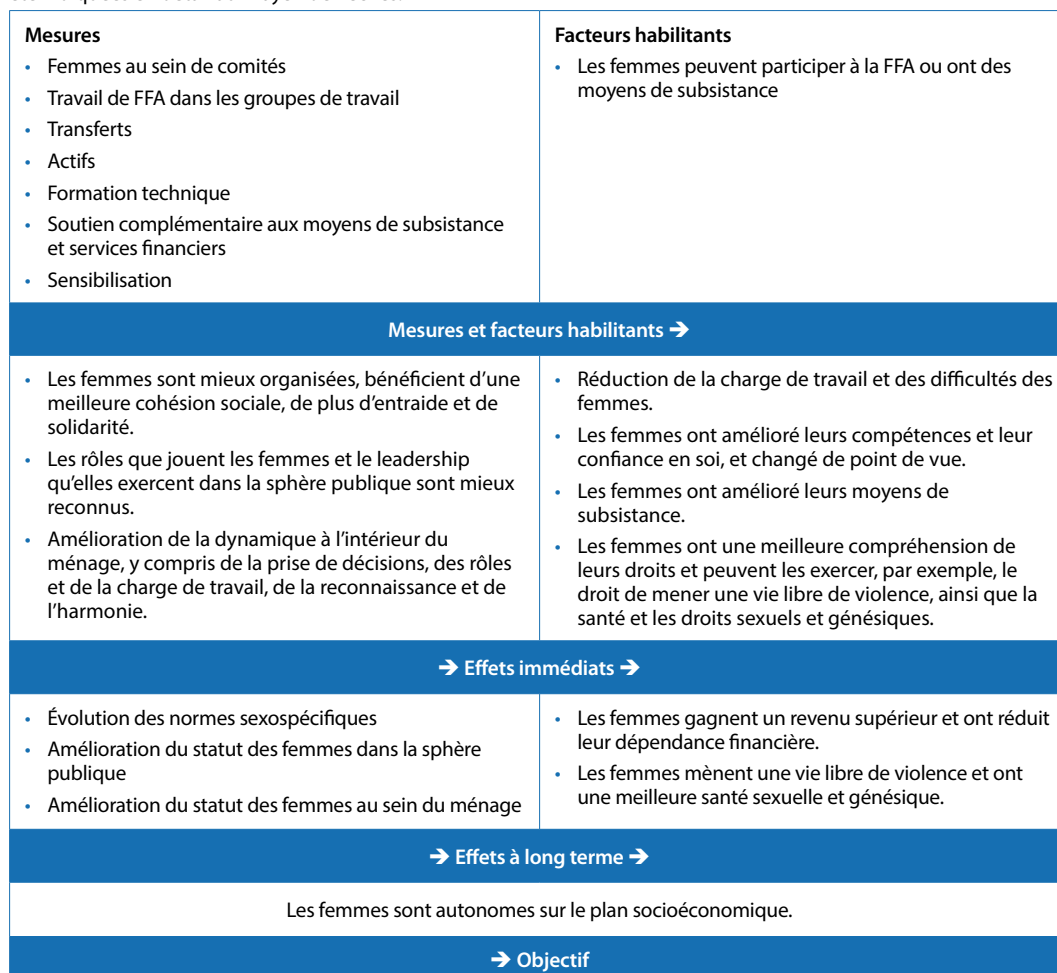 Mesures
• Femmes au sein de comités
• Travail de FFA dans les groupes de travail
• Transferts
• Actifs
• Formation technique
• Soutien complémentaire aux moyens de subsistance
et services financiers
• Sensibilisation
Facteurs habilitants
• Les femmes peuvent participer à la FFA ou ont des
moyens de subsistance
Mesures et facteurs habilitants ➔
• Les femmes sont mieux organisées, bénéficient d’une
meilleure cohésion sociale, de plus d’entraide et de
solidarité.
• Les rôles que jouent les femmes et le leadership
qu’elles exercent dans la sphère publique sont mieux
reconnus.
• Amélioration de la dynamique à l’intérieur du
ménage, y compris de la prise de décisions, des rôles
et de la charge de travail, de la reconnaissance et de
l’harmonie.
• Réduction de la charge de travail et des difficultés des
femmes.
• Les femmes ont amélioré leurs compétences et leur
confiance en soi, et changé de point de vue.
• Les femmes ont amélioré leurs moyens de
subsistance.
• Les femmes ont une meilleure compréhension de
leurs droits et peuvent les exercer, par exemple, le
droit de mener une vie libre de violence, ainsi que la
santé et les droits sexuels et génésiques.
➔ Effets immédiats ➔
• Évolution des normes sexospécifiques
• Amélioration du statut des femmes dans la sphère
publique
• Amélioration du statut des femmes au sein du ménage
• Les femmes gagnent un revenu supérieur et ont réduit
leur dépendance financière.
• Les femmes mènent une vie libre de violence et ont
une meilleure santé sexuelle et génésique.
➔ Effets à long terme ➔
Les femmes sont autonomes sur le plan socioéconomique.
➔ Objectif